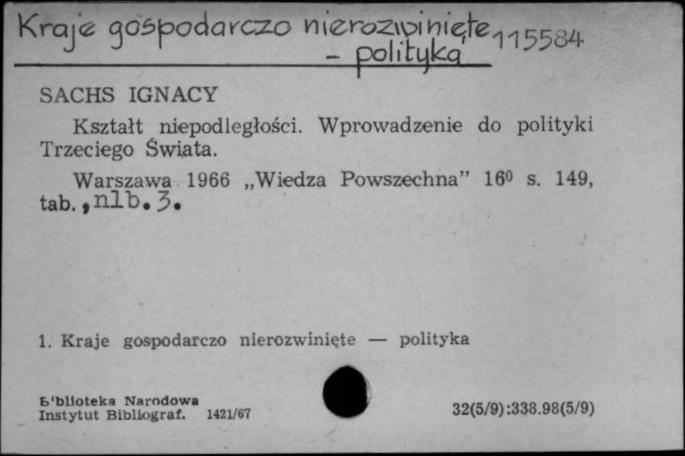 Kraje gospodarczo nierozwinięte 115584
- polityka
SACHS IGNACY
Kształt niepodległości. Wprowadzenie do polityki
Trzeciego Świata.
Warszawa 1966 „Wiedza Powszechna” 16⁰ s. 149,
tab., nlb. 3.
1. Kraje gospodarczo nierozwinięte — polityka
B'blioteka Narodowa
Instytut Bibliograf. 1421/67
32(5/9):338.98(5/9)